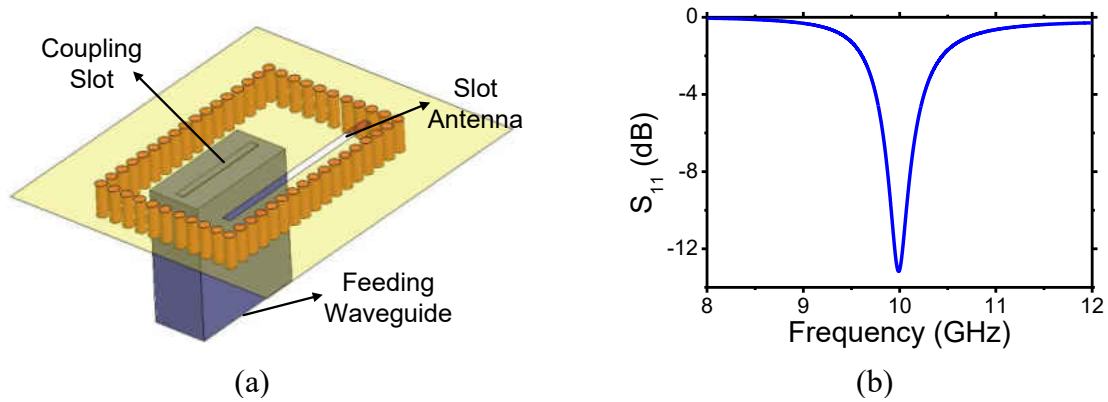 Coupling
Slot
Slot
Antenna
Feeding
Waveguide
(a)
0
-4
-8
-12
S11 (dB)
8
9
10
11
12
Frequency (GHz)
(b)